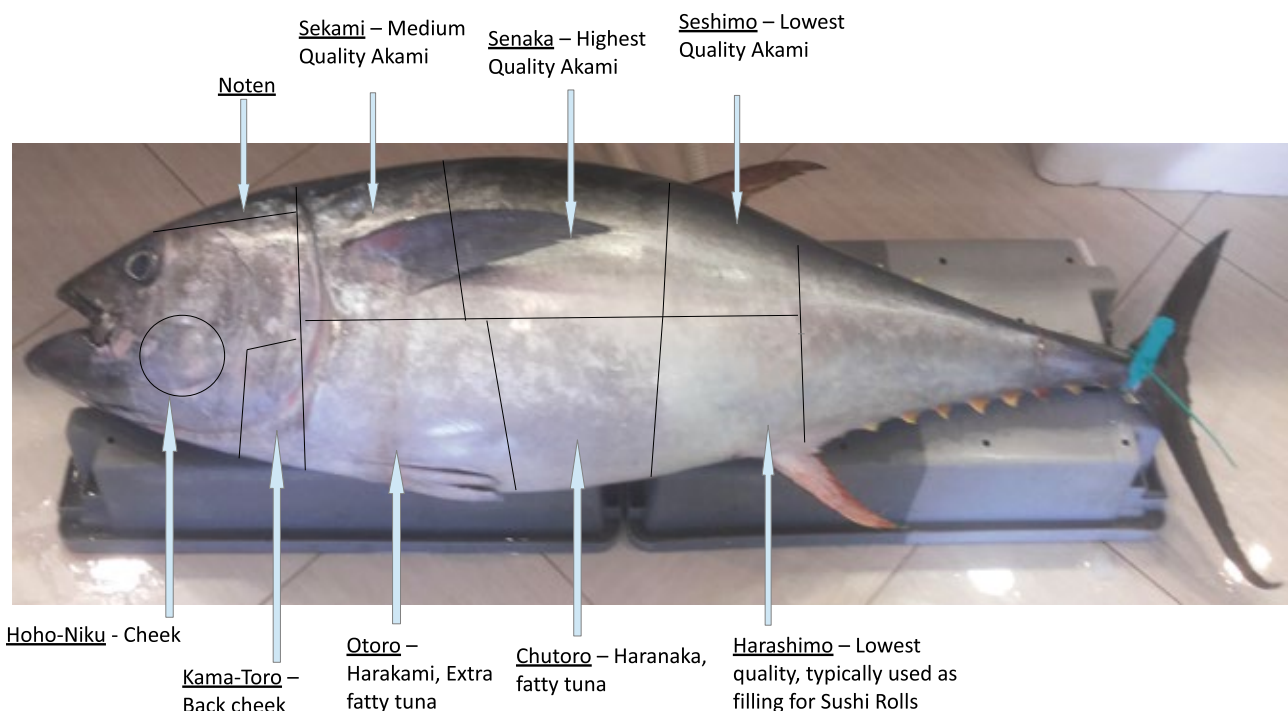 Noten
Sekami – Medium
Quality Akami
Senaka – Highest
Quality Akami
Seshimo – Lowest
Quality Akami
Hoho-Niku - Cheek
Kama-Toro –
Back cheek
Otoro –
Harakami, Extra
fatty tuna
Chutoro – Haranaka,
fatty tuna
Harashimo – Lowest
quality, typically used as
filling for Sushi Rolls